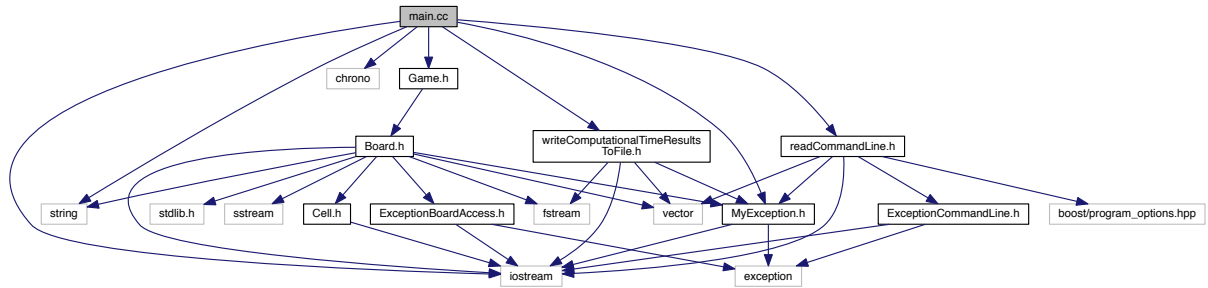 main.cc
chrono
Game.h
Board.h
writeComputationalTimeResults
ToFile.h
readCommandLine.h
string
stdlib.h
sstream
Cell.h
ExceptionBoardAccess.h
fstream
vector
MyException.h
ExceptionCommandLine.h
boost/program_options.hpp
iostream
exception